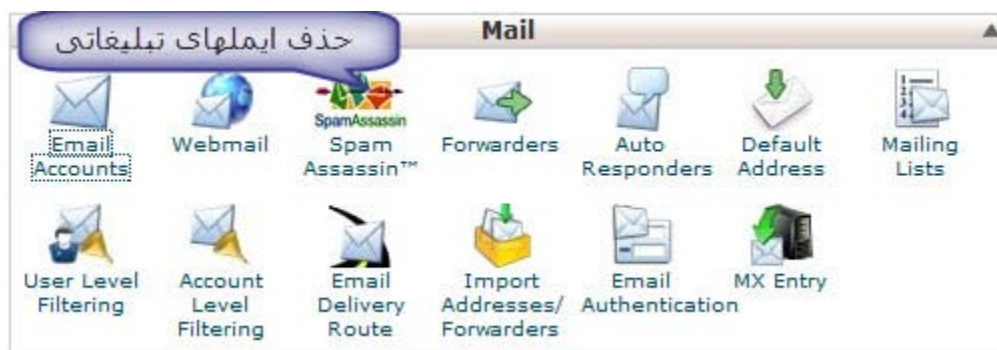 حذف ایملهای تبلیغاتی
Mail
Email Accounts
Webmail
SpamAssassin
Spam Assassin™
Forwarders
Auto Responders
Default Address
Mailing Lists
User Level Filtering
Account Level Filtering
Email Delivery Route
Import Addresses/ Forwarders
Email Authentication
MX Entry